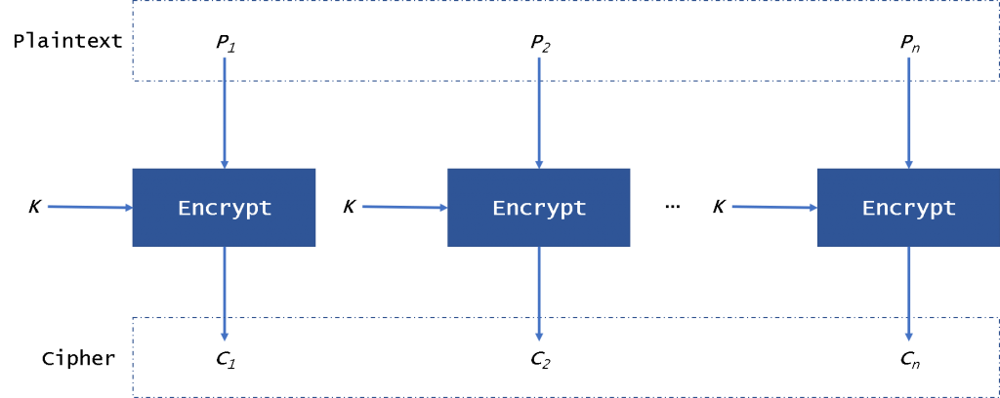 Plaintext P1 P2 Pn
K Encrypt K Encrypt ... K Encrypt
Cipher C1 C2 Cn